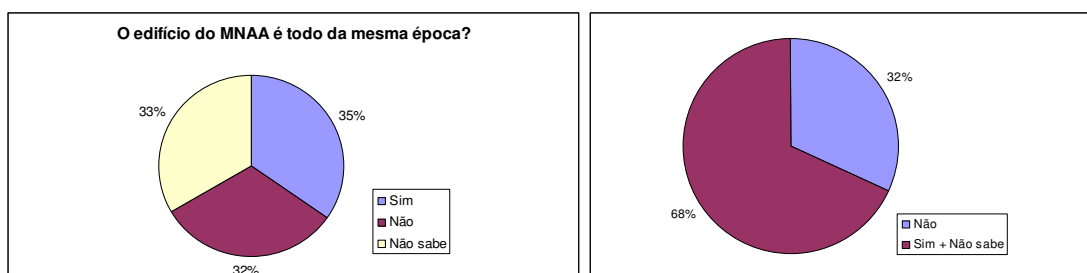 O edifício do MNAA é todo da mesma época?
33%
35%
32%
Sim
Não
Não sabe
32%
68%
Não
Sim + Não sabe